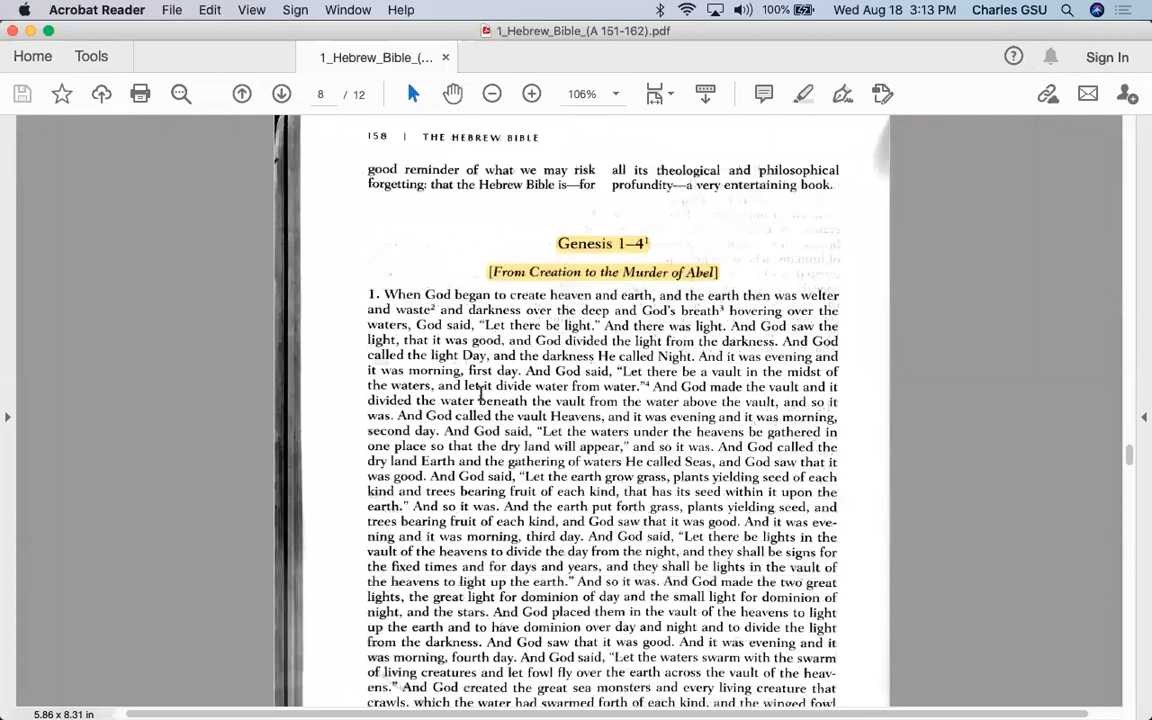 Acrobat Reader File Edit View Sign Window Help 100% Wed Aug 18 3:13 PM Charles GSU
1_Hebrew_Bible_(A 151-162).pdf
Home Tools 1_Hebrew_Bible_(... × Sign In
8 / 12 106%
158 | THE HEBREW BIBLE
good reminder of what we may risk
forgetting: that the Hebrew Bible is—for
all its theological and philosophical
profundity—a very entertaining book.
Genesis 1–4¹
[From Creation to the Murder of Abel]
1. When God began to create heaven and earth, and the earth then was welter
and waste² and darkness over the deep and God's breath³ hovering over the
waters, God said, “Let there be light.” And there was light. And God saw the
light, that it was good, and God divided the light from the darkness. And God
called the light Day, and the darkness He called Night. And it was evening and
it was morning, first day. And God said, “Let there be a vault in the midst of
the waters, and let it divide water from water.”⁴ And God made the vault and it
divided the water beneath the vault from the water above the vault, and so it
was. And God called the vault Heavens, and it was evening and it was morning,
second day. And God said, “Let the waters under the heavens be gathered in
one place so that the dry land will appear,” and so it was. And God called the
dry land Earth and the gathering of waters He called Seas, and God saw that it
was good. And God said, “Let the earth grow grass, plants yielding seed of each
kind and trees bearing fruit of each kind, that has its seed within it upon the
earth.” And so it was. And the earth put forth grass, plants yielding seed, and
trees bearing fruit of each kind, and God saw that it was good. And it was eve-
ning and it was morning, third day. And God said, “Let there be lights in the
vault of the heavens to divide the day from the night, and they shall be signs for
the fixed times and for days and years, and they shall be lights in the vault of
the heavens to light up the earth.” And so it was. And God made the two great
lights, the great light for dominion of day and the small light for dominion of
night, and the stars. And God placed them in the vault of the heavens to light
up the earth and to have dominion over day and night and to divide the light
from the darkness. And God saw that it was good. And it was evening and it
was morning, fourth day. And God said, “Let the waters swarm with the swarm
of living creatures and let fowl fly over the earth across the vault of the heav-
ens.” And God created the great sea monsters and every living creature that
crawls, which the water had swarmed forth of each kind, and the winged fowl
5.86 x 8.31 in